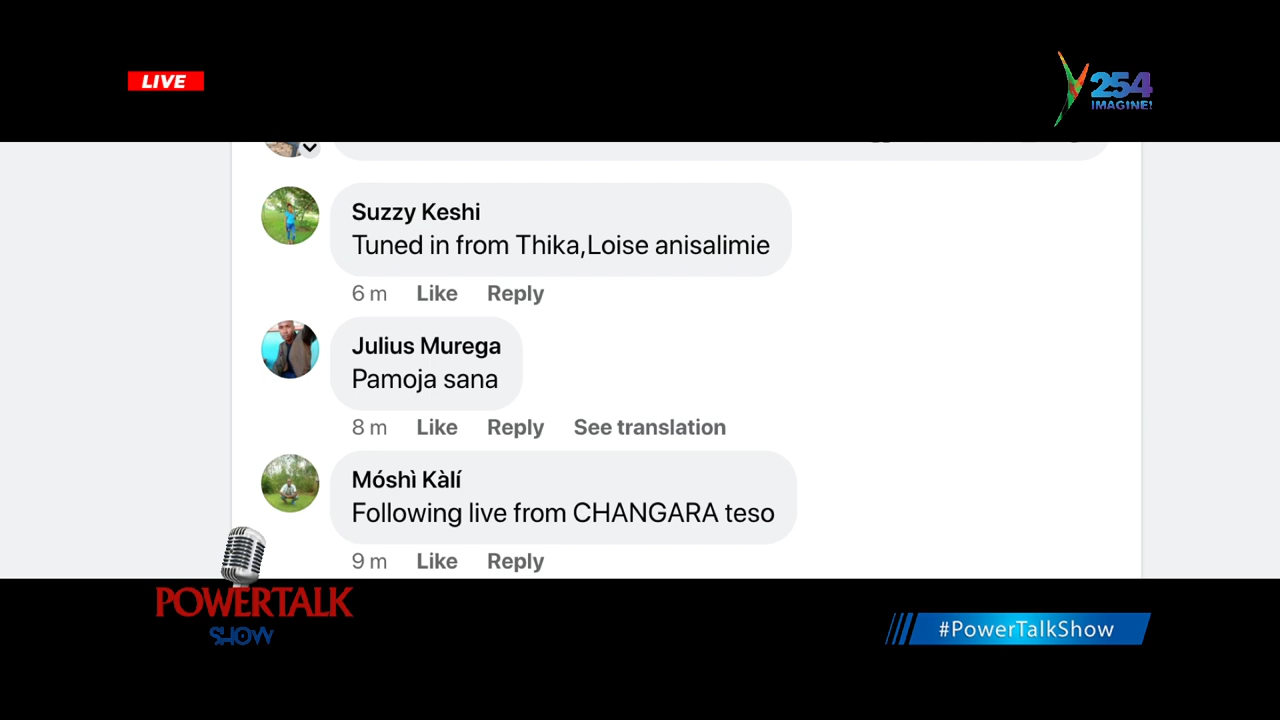 LIVE
254
IMAGINE!
Suzzy Keshi
Tuned in from Thika,Loise anisalimie
6 m Like Reply
Julius Murega
Pamoja sana
8 m Like Reply See translation
Móshì Kàlí
Following live from CHANGARA teso
9 m Like Reply
POWERTALK
SHOW
#PowerTalkShow